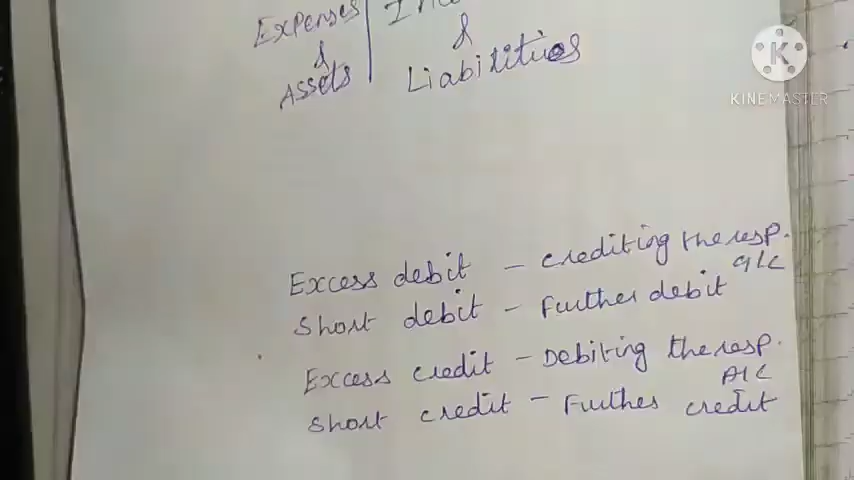 Expenses
&
Assets
&
Liabilities
K
KINEMASTER
Excess debit - crediting the resp.
a/c
Short debit - Further debit
Excess credit - Debiting the resp.
A/c
Short credit - Further credit